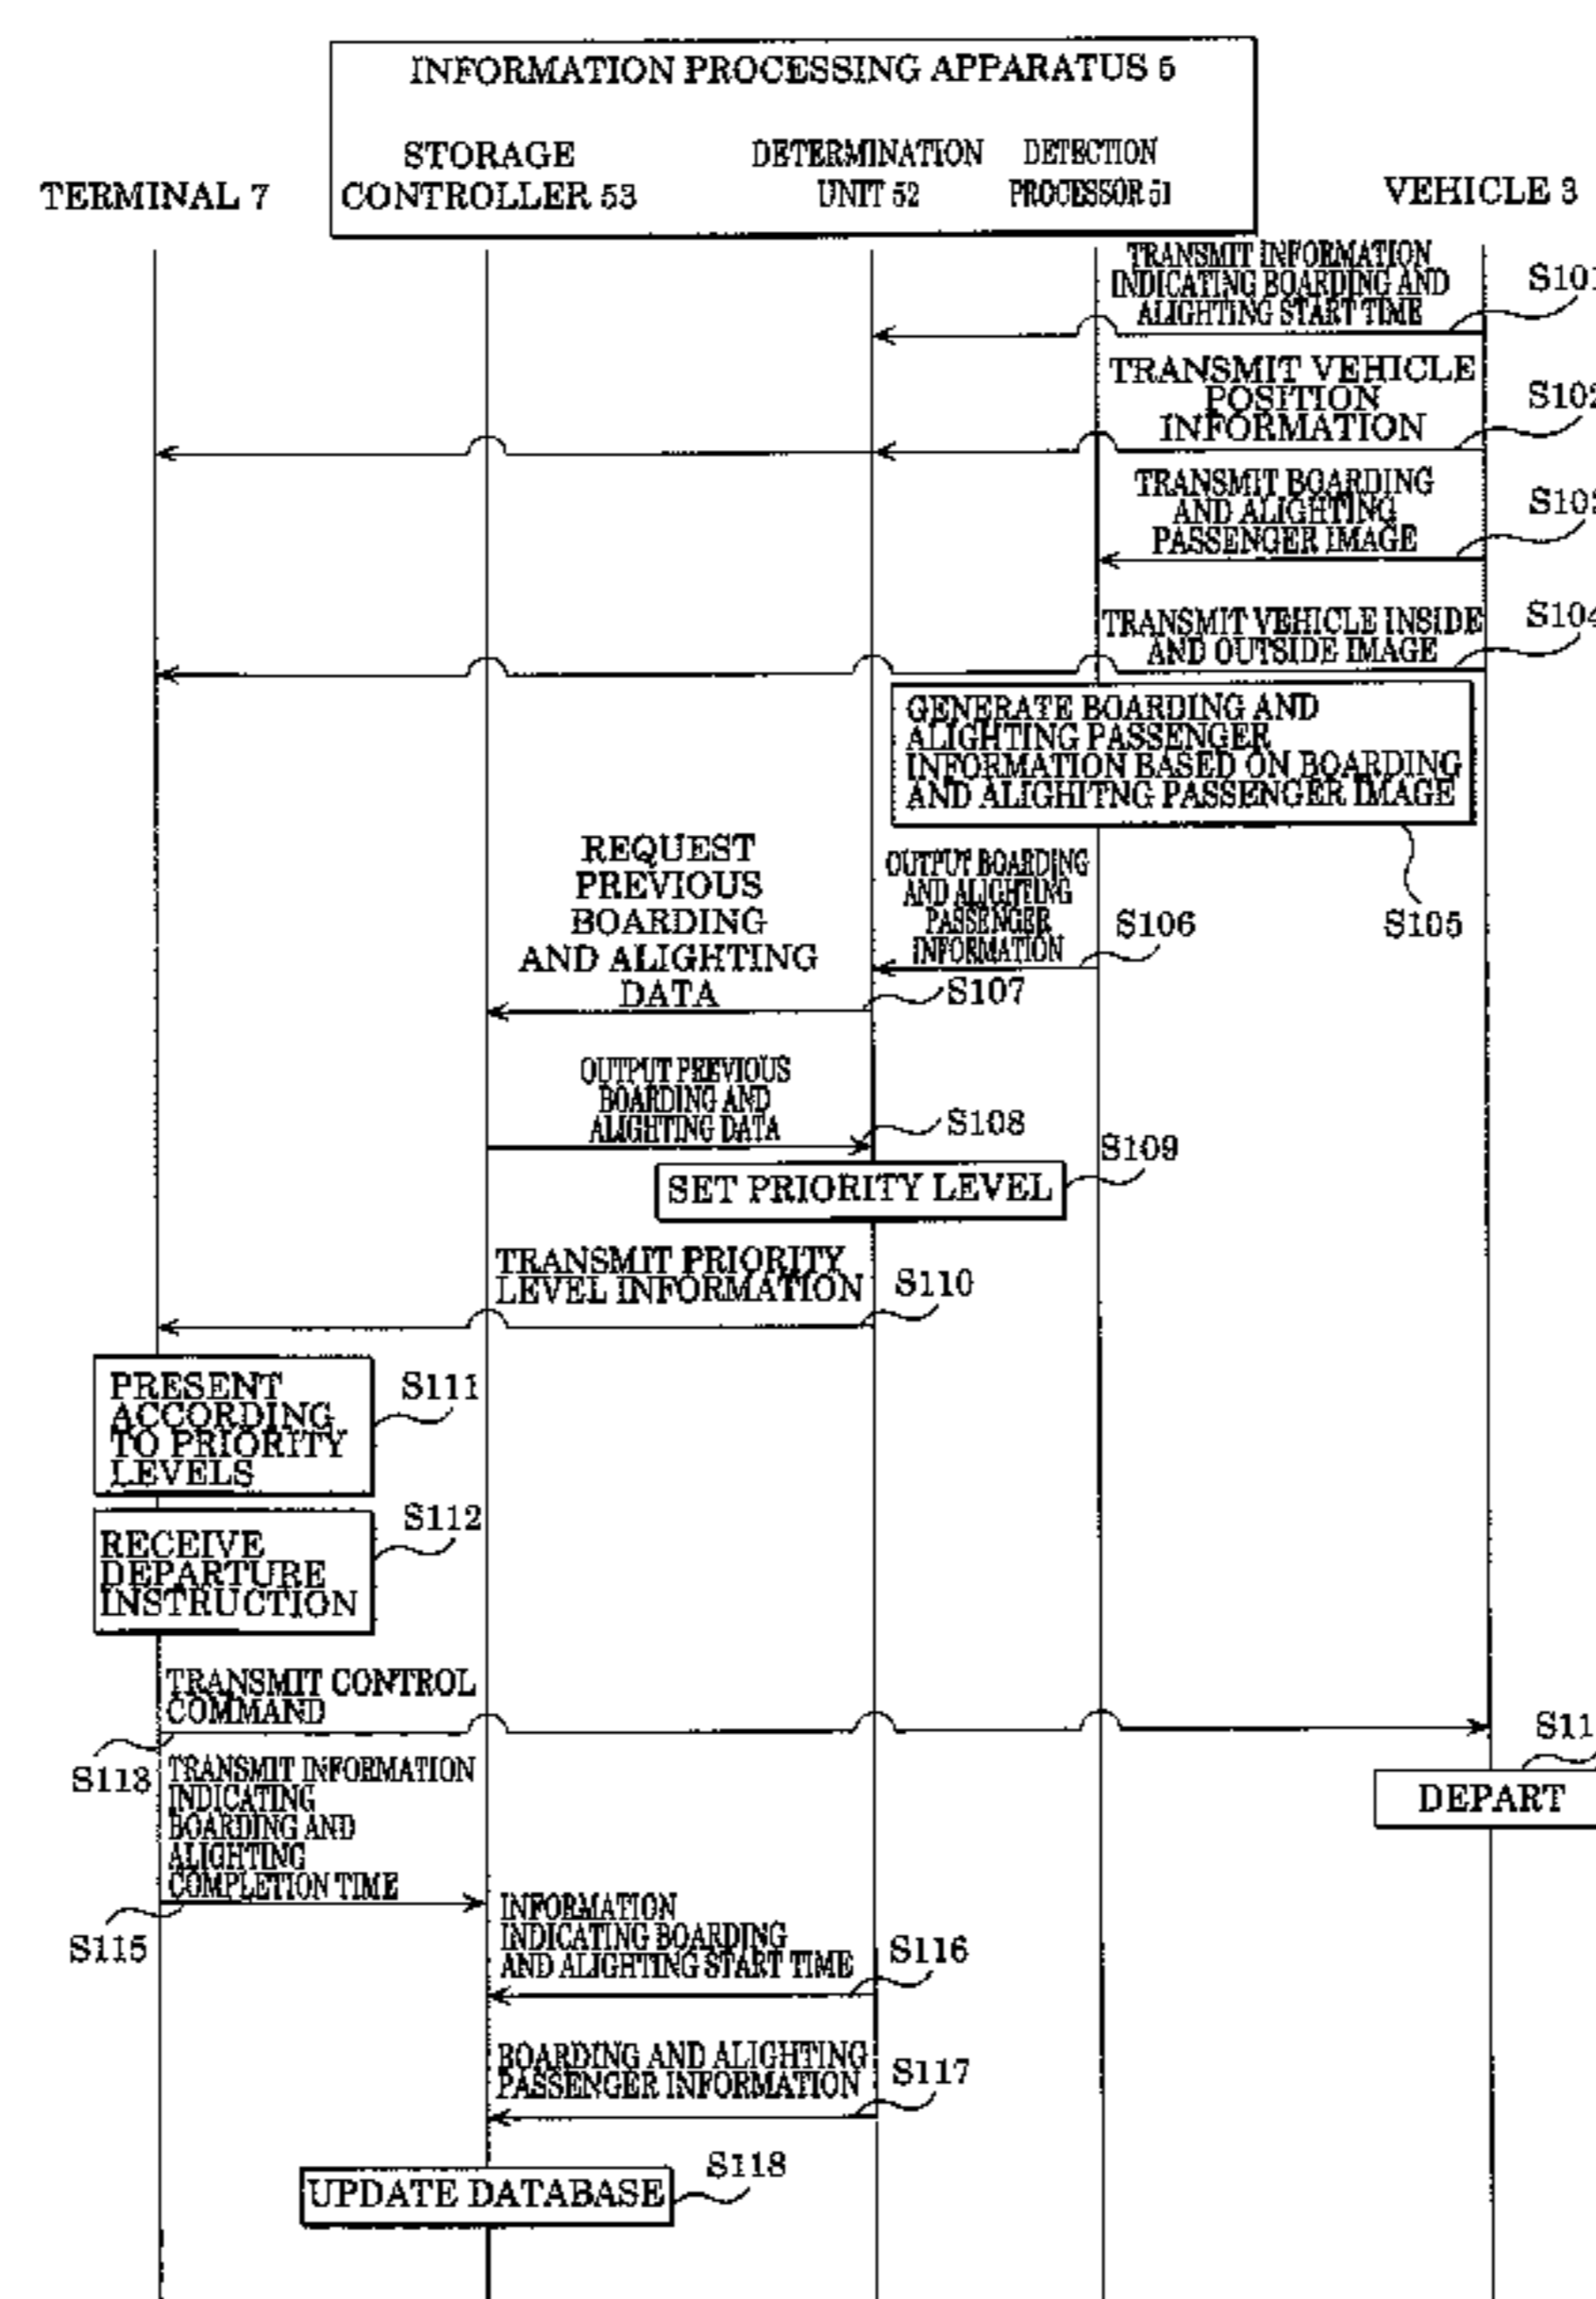 INFORMATION PROCESSING APPARATUS 5
STORAGE
CONTROLLER 53
DETERMINATION
UNIT 52
DETECTION
PROCESSOR 51
TERMINAL 7
VEHICLE 3
TRANSMIT INFORMATION
INDICATING BOARDING AND
ALIGHTING START TIME
S101
TRANSMIT VEHICLE
POSITION
INFORMATION
S102
TRANSMIT BOARDING
AND ALIGHTING
PASSENGER IMAGE
S103
TRANSMIT VEHICLE INSIDE
AND OUTSIDE IMAGE
S104
GENERATE BOARDING AND
ALIGHTING PASSENGER
INFORMATION BASED ON BOARDING
AND ALIGHITNG PASSENGER IMAGE
S105
OUTPUT BOARDING
AND ALIGHTING
PASSENGER
INFORMATION
S106
REQUEST
PREVIOUS
BOARDING
AND ALIGHTING
DATA
S107
OUTPUT PREVIOUS
BOARDING AND
ALIGHTING DATA
S108
SET PRIORITY LEVEL
S109
TRANSMIT PRIORITY
LEVEL INFORMATION
S110
PRESENT
ACCORDING
TO PRIORITY
LEVELS
S111
RECEIVE
DEPARTURE
INSTRUCTION
S112
TRANSMIT CONTROL
COMMAND
S113
S11
DEPART
TRANSMIT INFORMATION
INDICATING
BOARDING AND
ALIGHTING
COMPLETION TIME
S115
INFORMATION
INDICATING BOARDING
AND ALIGHTING START TIME
S116
BOARDING AND ALIGHTING
PASSENGER INFORMATION
S117
UPDATE DATABASE
S118